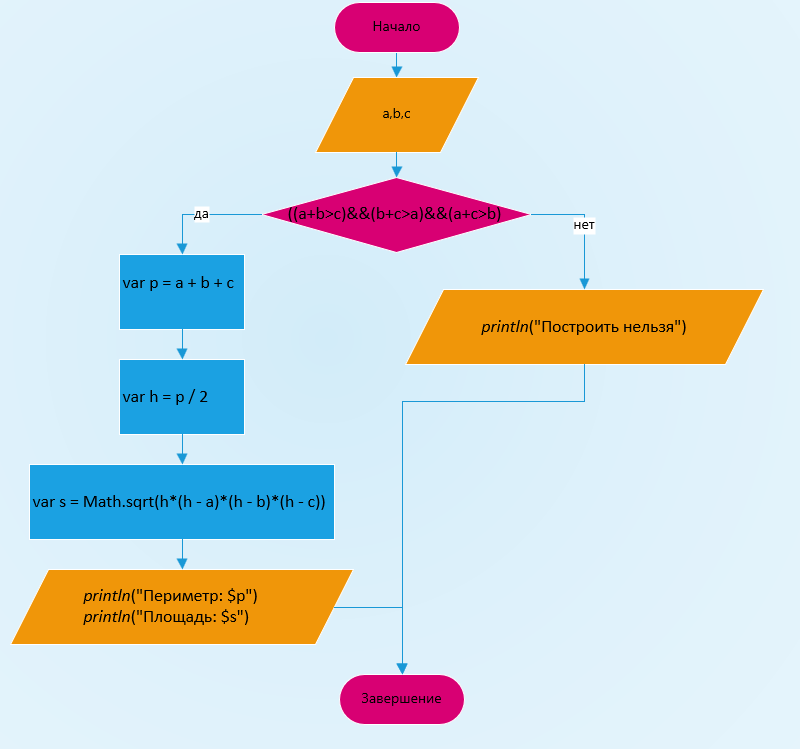 Начало
a,b,c
((a+b>c)&&(b+c>a)&&(a+c>b)
да
нет
var p = a + b + c
println("Построить нельзя")
var h = p / 2
var s = Math.sqrt(h*(h - a)*(h - b)*(h - c))
println("Периметр: $p")
println("Площадь: $s")
Завершение